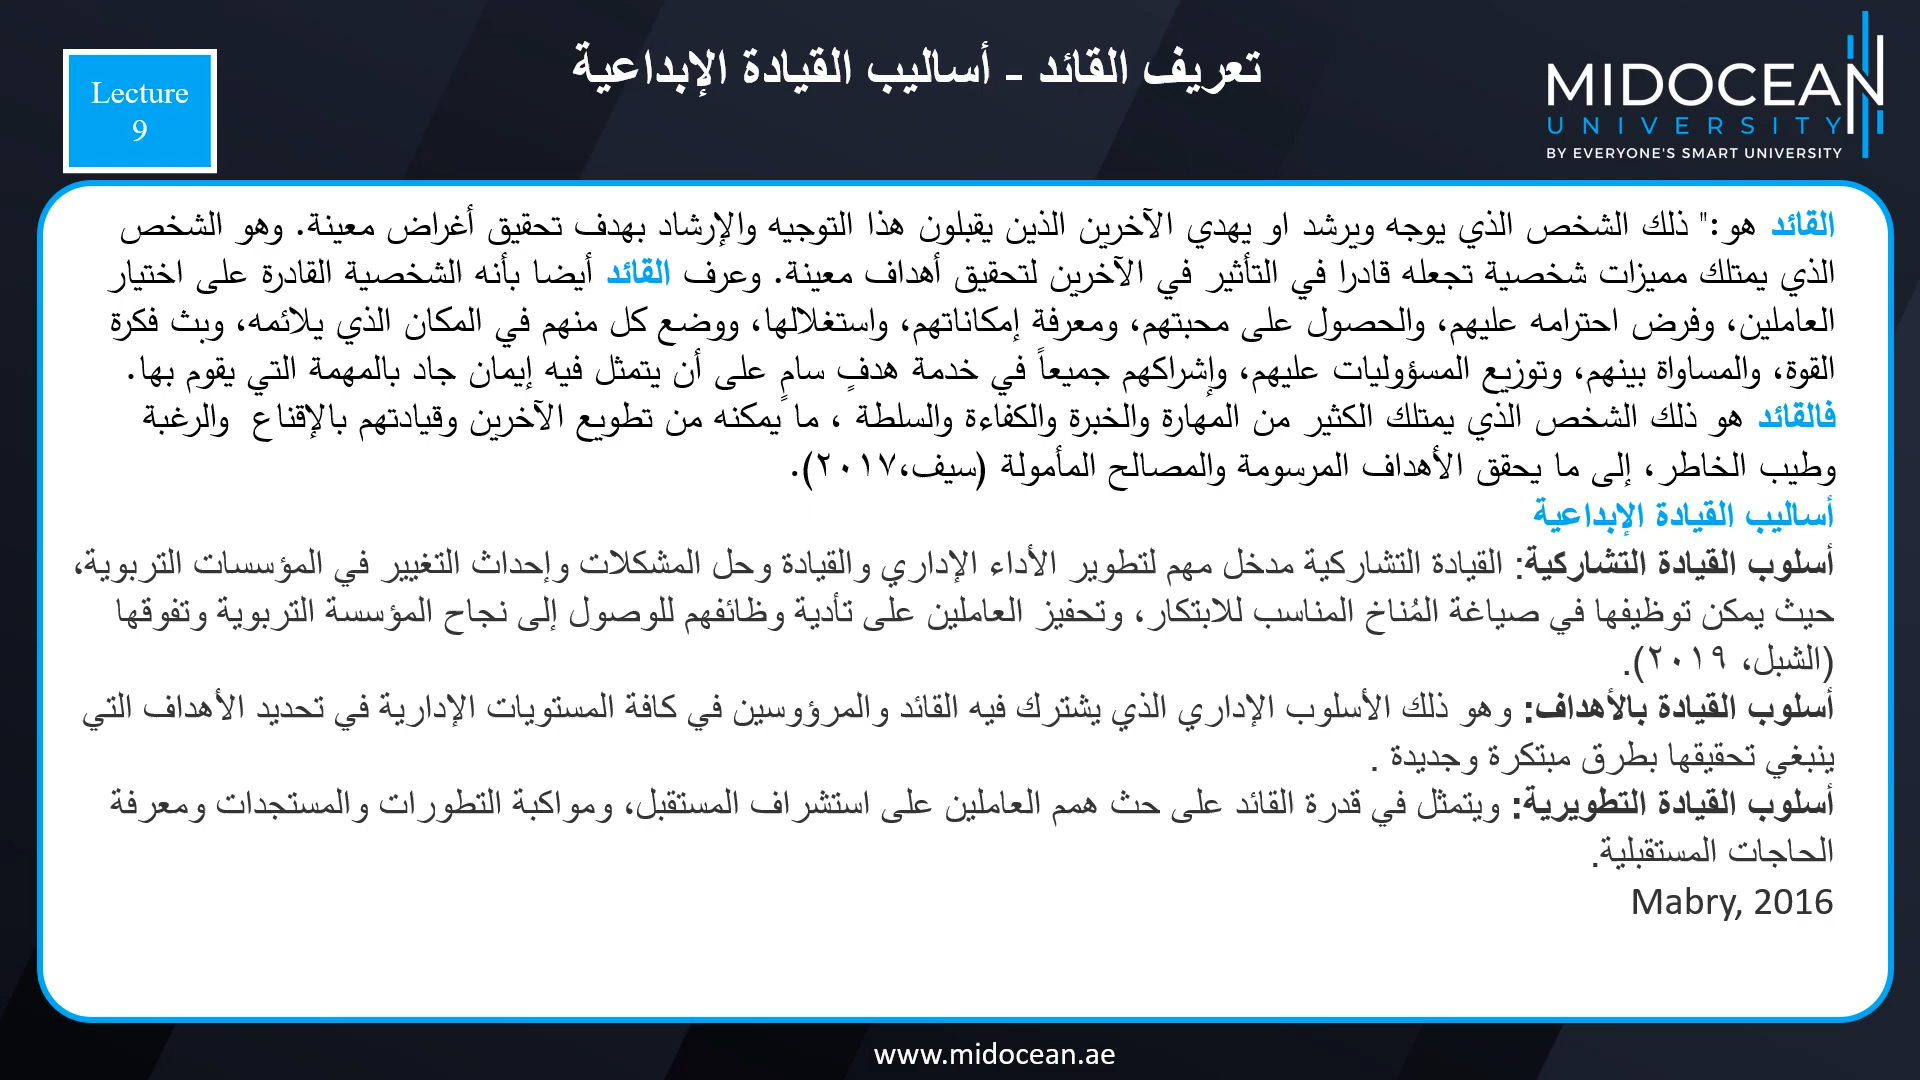 Lecture
9
تعريف القائد - أساليب القيادة الإبداعية
MIDOCEAN
UNIVERSITY
BY EVERYONE'S SMART UNIVERSITY
القائد هو:" ذلك الشخص الذي يوجه ويرشد او يهدي الآخرين الذين يقبلون هذا التوجيه والإرشاد بهدف تحقيق أغراض معينة. وهو الشخص
الذي يمتلك مميزات شخصية تجعله قادرا في التأثير في الآخرين لتحقيق أهداف معينة. وعرف القائد أيضا بأنه الشخصية القادرة على اختيار
العاملين، وفرض احترامه عليهم، والحصول على محبتهم، ومعرفة إمكاناتهم، واستغلالها، ووضع كل منهم في المكان الذي يلائمه، وبث فكرة
القوة، والمساواة بينهم، وتوزيع المسؤوليات عليهم، وإشراكهم جميعاً في خدمة هدفٍ سامٍ على أن يتمثل فيه إيمان جاد بالمهمة التي يقوم بها.
فالقائد هو ذلك الشخص الذي يمتلك الكثير من المهارة والخبرة والكفاءة والسلطة ، ما يمكنه من تطويع الآخرين وقيادتهم بالإقناع والرغبة
وطيب الخاطر، إلى ما يحقق الأهداف المرسومة والمصالح المأمولة (سيف،٢٠١٧).
أساليب القيادة الإبداعية
أسلوب القيادة التشاركية: القيادة التشاركية مدخل مهم لتطوير الأداء الإداري والقيادة وحل المشكلات وإحداث التغيير في المؤسسات التربوية،
حيث يمكن توظيفها في صياغة المُناخ المناسب للابتكار، وتحفيز العاملين على تأدية وظائفهم للوصول إلى نجاح المؤسسة التربوية وتفوقها
(الشبل، ٢٠١٩).
أسلوب القيادة بالأهداف: وهو ذلك الأسلوب الإداري الذي يشترك فيه القائد والمرؤوسين في كافة المستويات الإدارية في تحديد الأهداف التي
ينبغي تحقيقها بطرق مبتكرة وجديدة .
أسلوب القيادة التطويرية: ويتمثل في قدرة القائد على حث همم العاملين على استشراف المستقبل، ومواكبة التطورات والمستجدات ومعرفة
الحاجات المستقبلية.
Mabry, 2016
www.midocean.ae